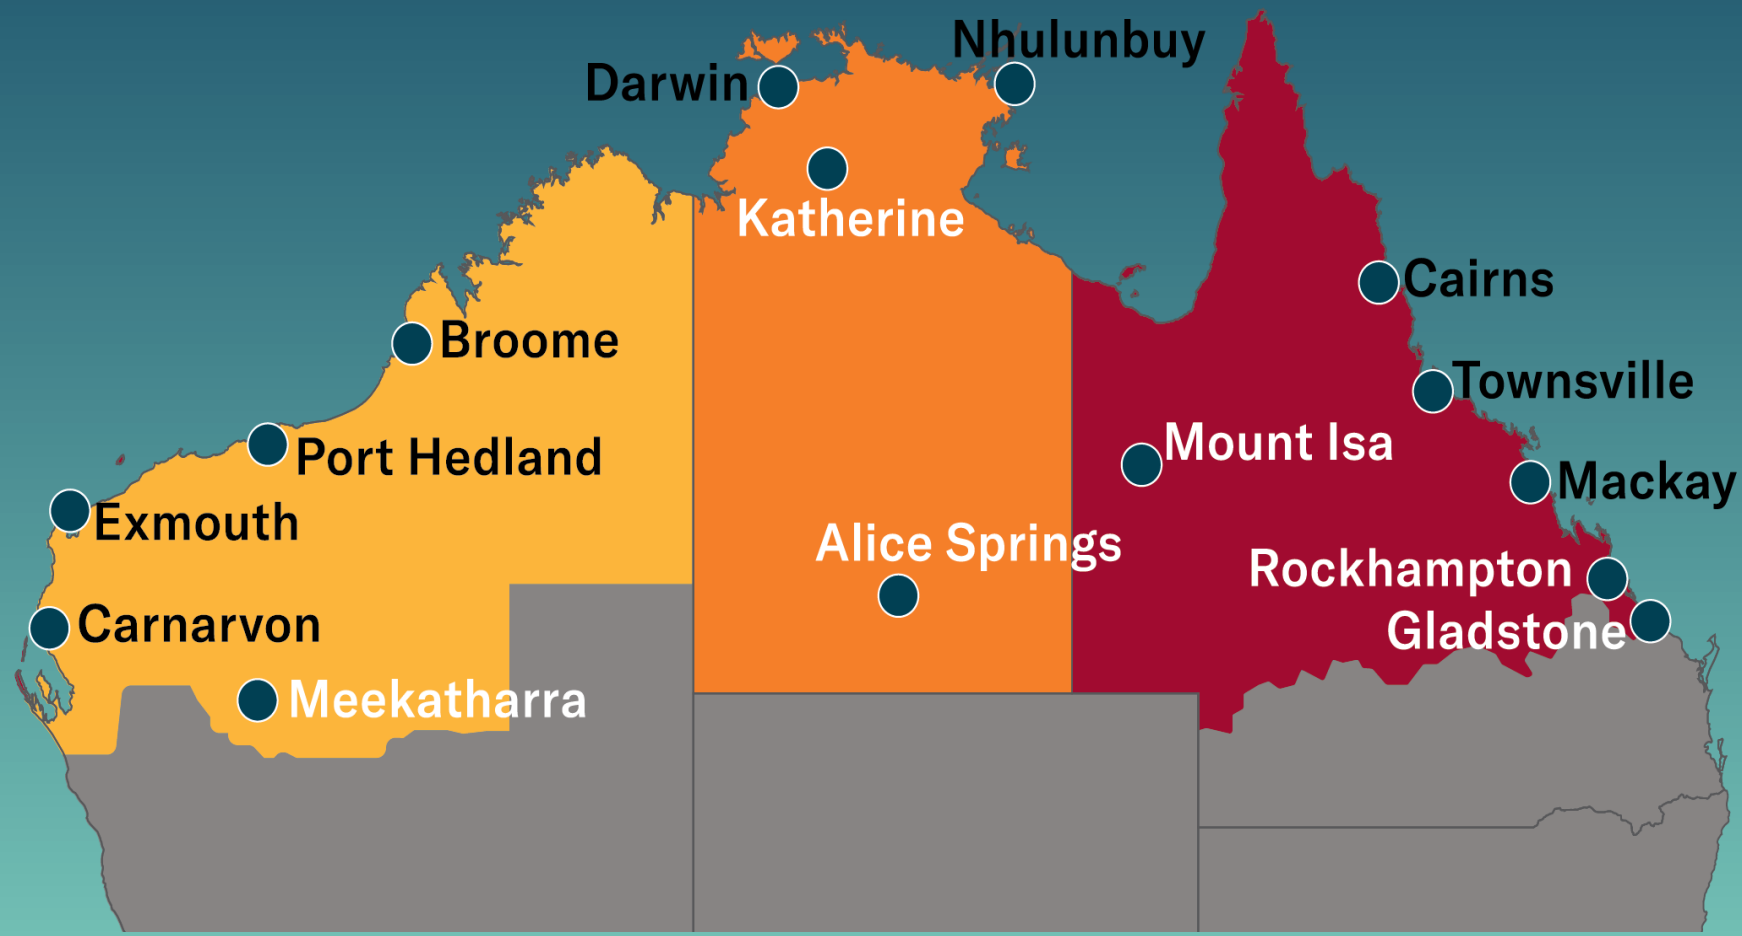 Nhulunbuy
Darwin
Katherine
Cairns
Broome
Townsville
Mount Isa
Port Hedland
Mackay
Exmouth
Alice Springs
Rockhampton
Carnarvon
Gladstone
Meekatharra